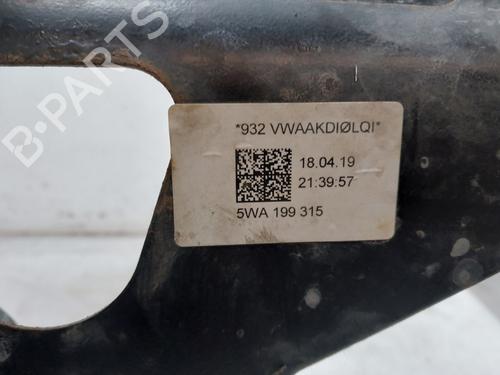 B-PARTS
*932 VWAAKDIØLQI*
18.04.19
21:39:57
5WA 199 315